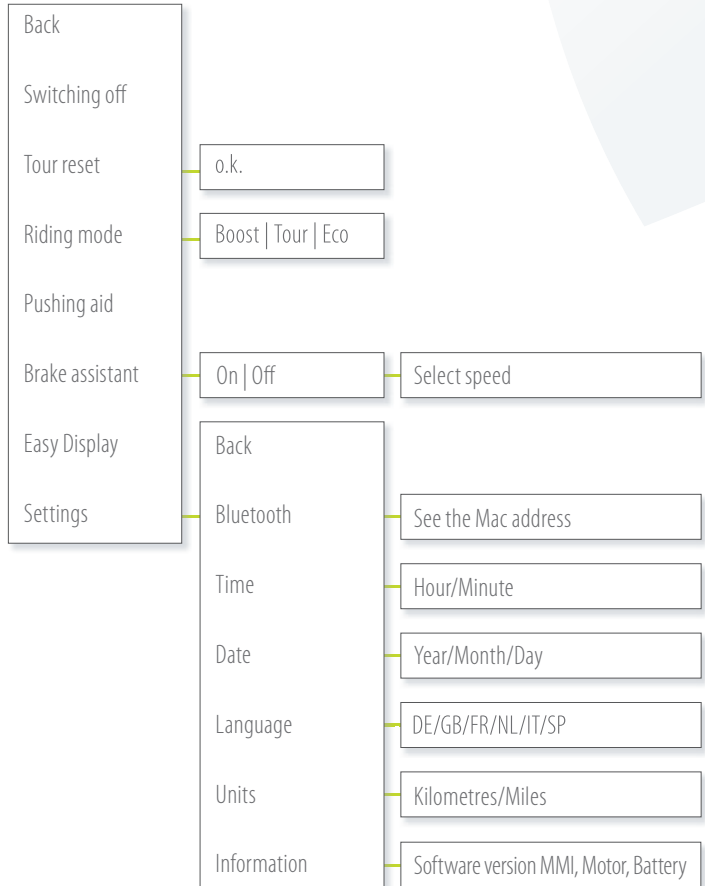 Back
Switching off
Tour reset
o.k.
Riding mode
Boost | Tour | Eco
Pushing aid
Brake assistant
On | Off
Select speed
Easy Display
Back
Settings
Bluetooth
See the Mac address
Time
Hour/Minute
Date
Year/Month/Day
Language
DE/GB/FR/NL/IT/SP
Units
Kilometres/Miles
Information
Software version MMI, Motor, Battery